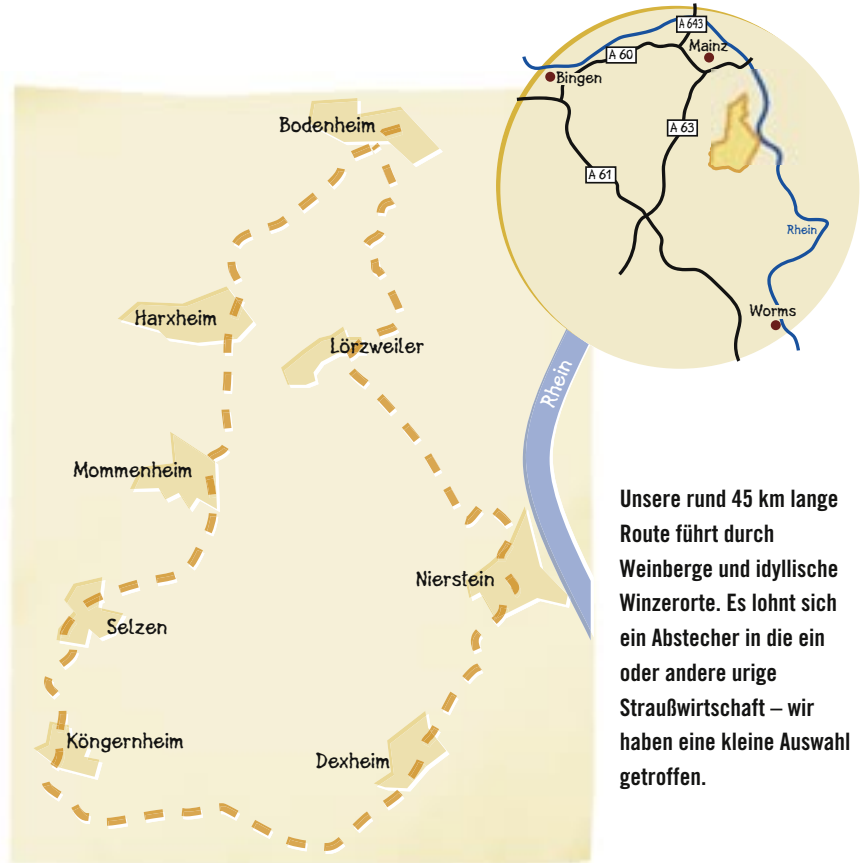 A 643
Mainz
A 60
Bingen
A 63
A 61
Rhein
Worms
Bodenheim
Harxheim
Lörzweiler
Rhein
Mommenheim
Nierstein
Selzen
Köngernheim
Dexheim
Unsere rund 45 km lange
Route führt durch
Weinberge und idyllische
Winzerorte. Es lohnt sich
ein Abstecher in die ein
oder andere urige
Straußwirtschaft – wir
haben eine kleine Auswahl
getroffen.